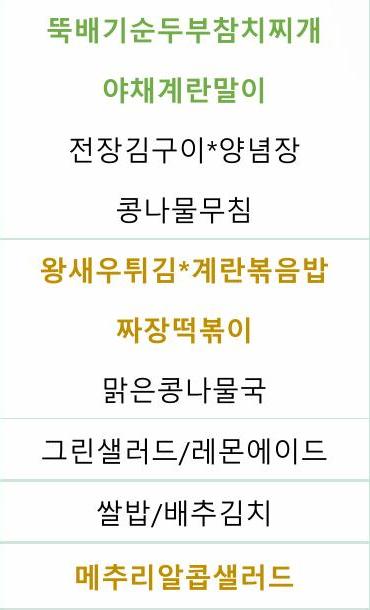 뚝배기순두부참치찌개
야채계란말이
전장김구이*양념장
콩나물무침
왕새우튀김*계란볶음밥
짜장떡볶이
맑은콩나물국
그린샐러드/레몬에이드
쌀밥/배추김치
메추리알콥샐러드